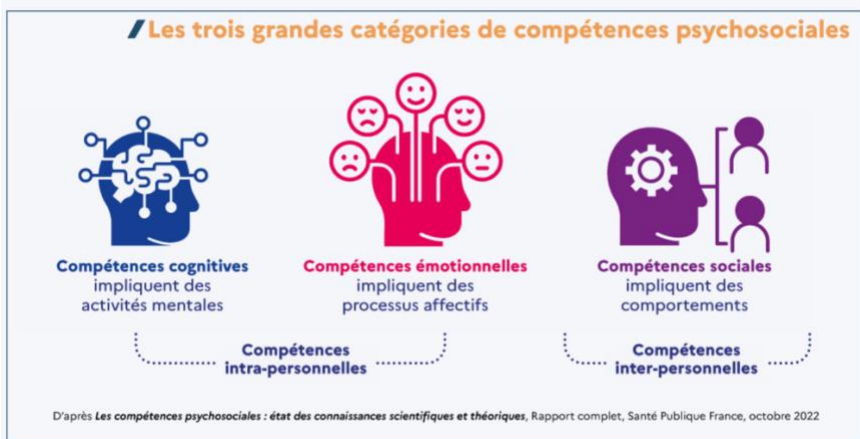 Les trois grandes catégories de compétences psychosociales
Compétences cognitives
impliquent des
activités mentales
Compétences émotionnelles
impliquent des
processus affectifs
Compétences sociales
impliquent des
comportements
Compétences
intra-personnelles
Compétences
inter-personnelles
D'après Les compétences psychosociales : état des connaissances scientifiques et théoriques, Rapport complet, Santé Publique France, octobre 2022